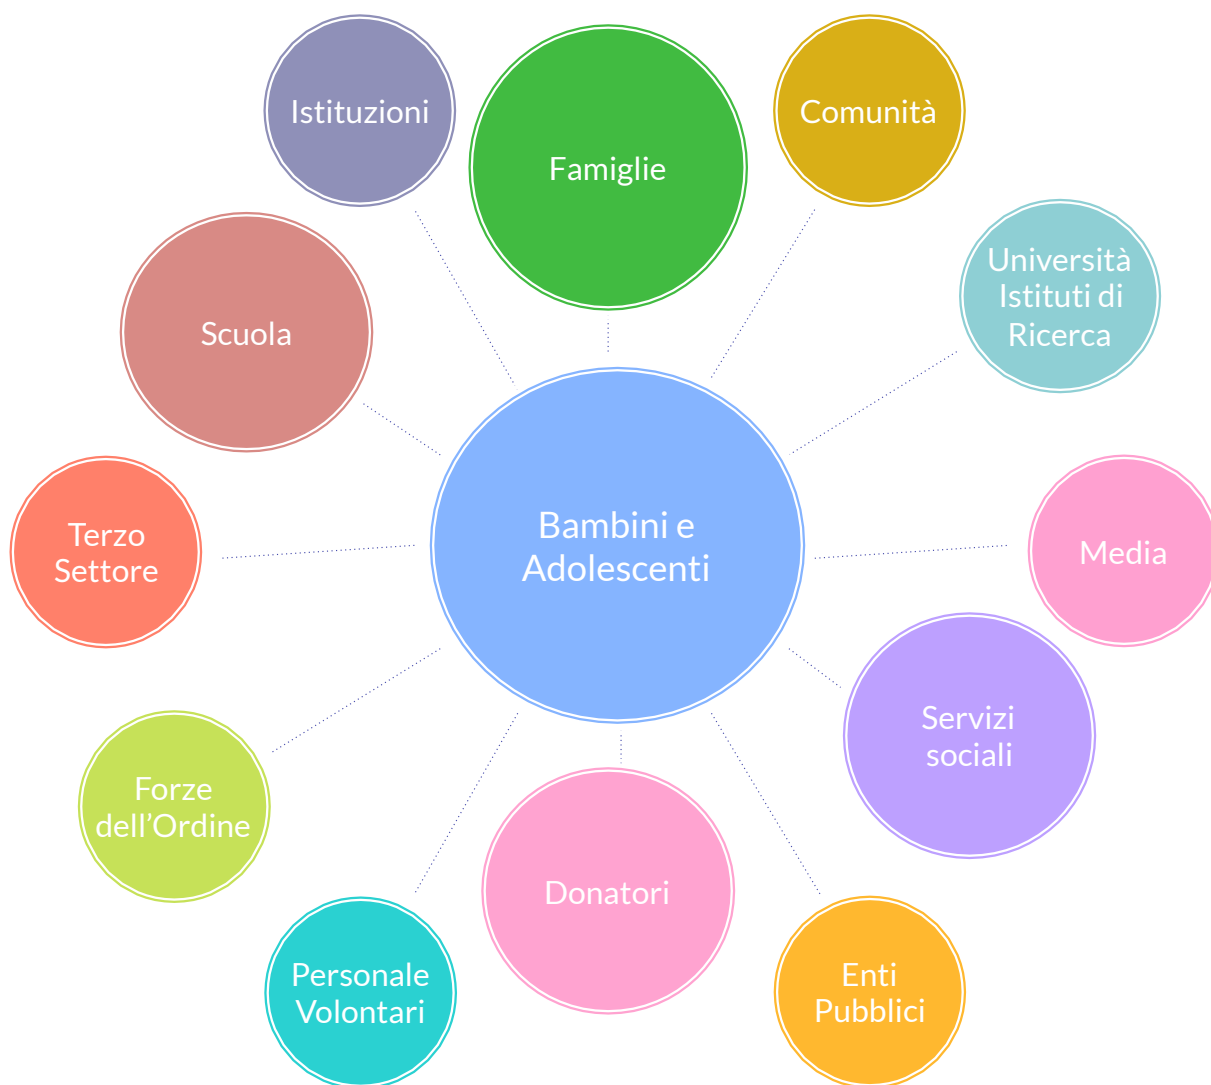 Istituzioni
Famiglie
Comunità
Università
Istituti di
Ricerca
Scuola
Bambini e
Adolescenti
Terzo
Settore
Media
Servizi
sociali
Forze
dell’Ordine
Donatori
Personale
Volontari
Enti
Pubblici